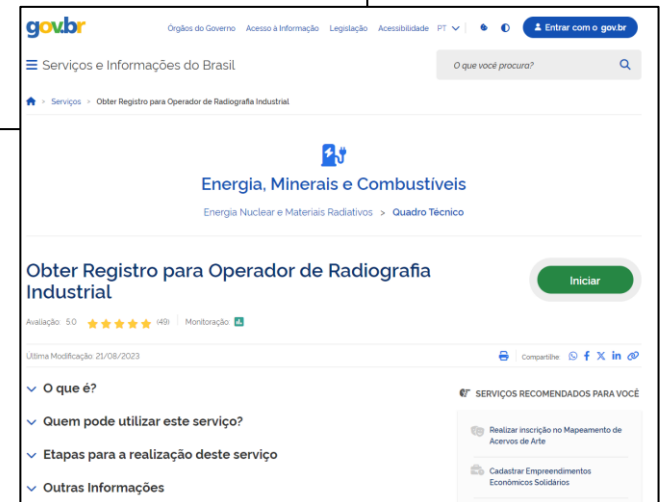 gov.br
Órgãos do Governo Acesso à Informação Legislação Acessibilidade PT Entrar com o gov.br
Serviços e Informações do Brasil O que você procura?
Serviços > Obter Registro para Operador de Radiografia Industrial
Energia, Minerais e Combustíveis
Energia Nuclear e Materiais Radiativos > Quadro Técnico
Obter Registro para Operador de Radiografia
Industrial
Iniciar
Avaliação: 5.0 (49) Monitoração:
Última Modificação: 21/08/2023 Compartilhe:
O que é?
SERVIÇOS RECOMENDADOS PARA VOCÊ
Quem pode utilizar este serviço?
Realizar inscrição no Mapeamento de
Acervos de Arte
Etapas para a realização deste serviço
Cadastrar Empreendimentos
Econômicos Solidários
Outras Informações